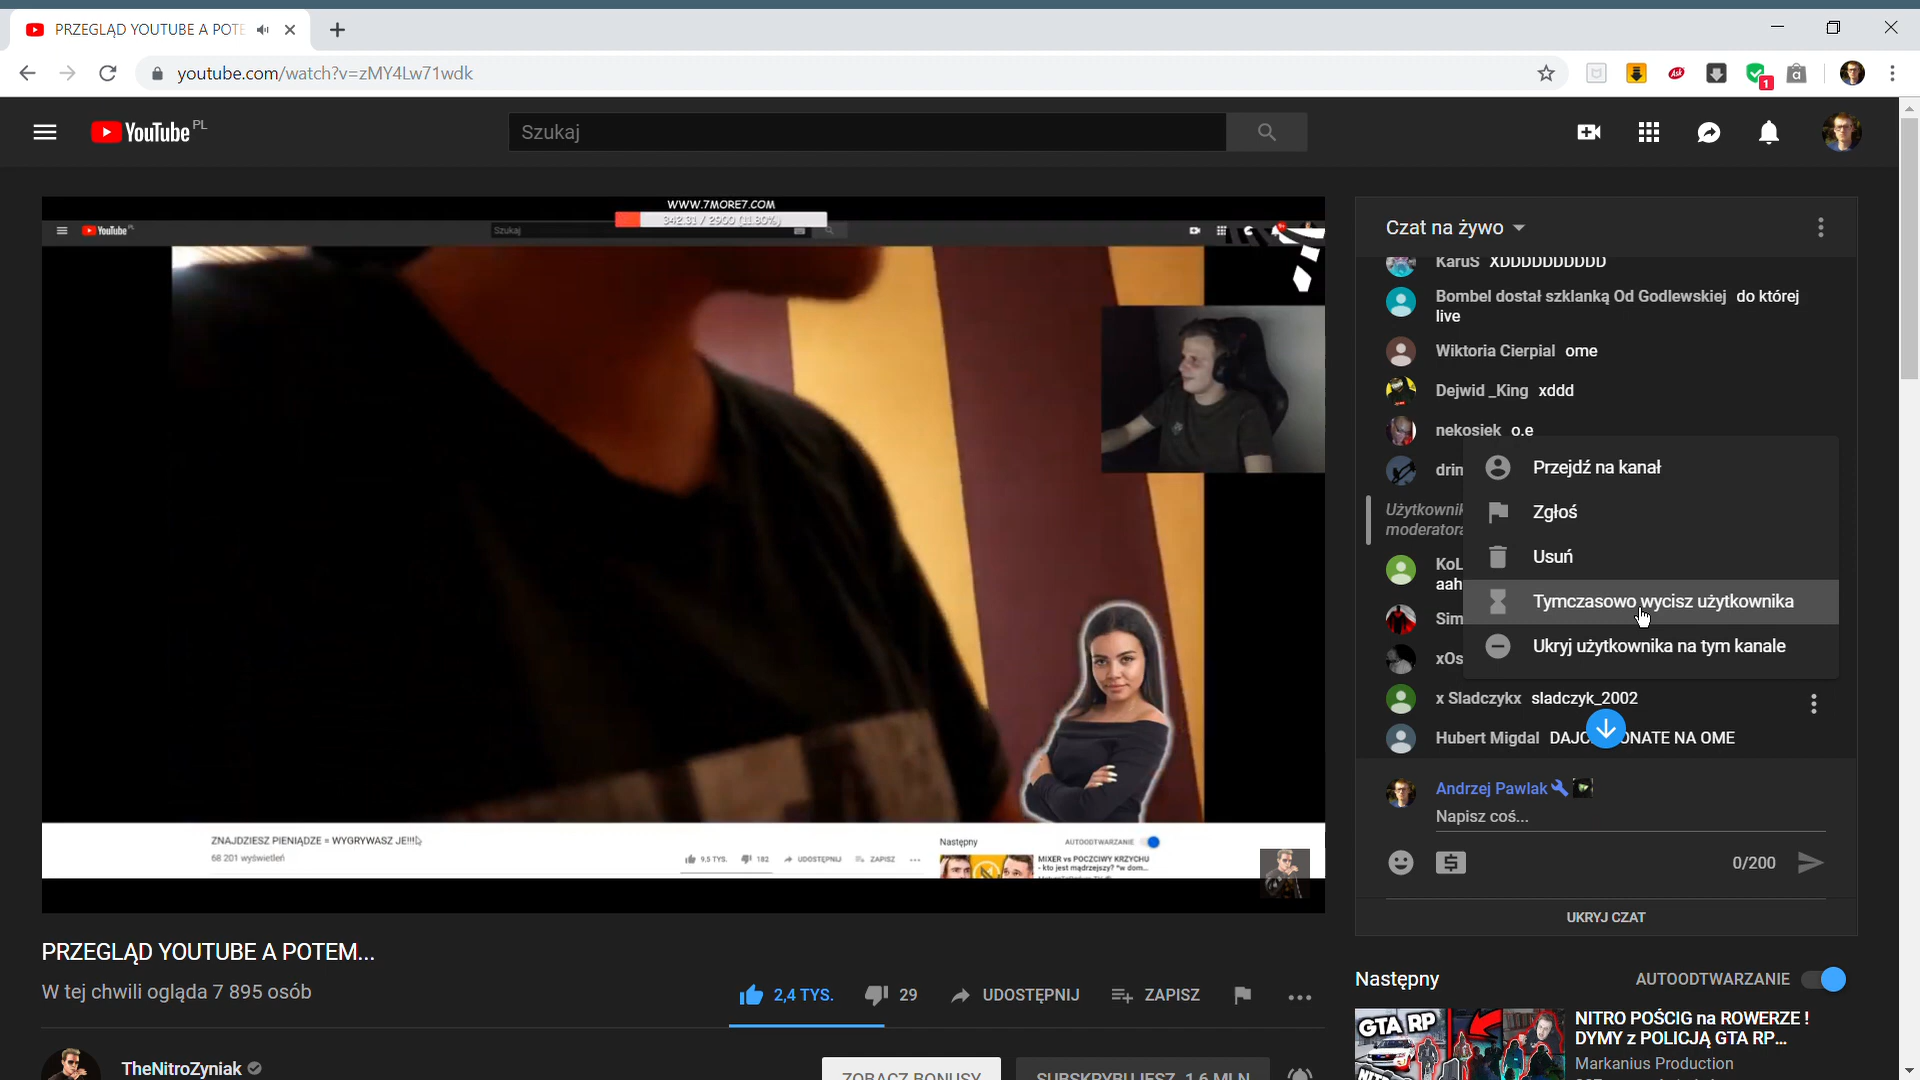 PRZEGLĄD YOUTUBE A POTE
youtube.com/watch?v=zMY4Lw71wdk
Ask
1
YouTube PL
Szukaj
WWW.7MORE7.COM
342.31 / 2900 (11.80%)
YouTube
Szukaj
ZNAJDZIESZ PIENIĄDZE = WYGRYWASZ JE!!!
68 201 wyświetleń
9,5 TYS.
182
UDOSTĘPNIJ
ZAPISZ
Następny
AUTOODTWARZANIE
MIXER vs POCZCIWY KRZYCHU
- kto jest mądrzejszy? "w dom...
PRZEGLĄD YOUTUBE A POTEM...
W tej chwili ogląda 7 895 osób
2,4 TYS.
29
UDOSTĘPNIJ
ZAPISZ
TheNitroZyniak
ZOBACZ BONUSY
SUBSKRYBUJESZ 1,6 MLN
Czat na żywo
KaruS XDDDDDDDDDD
Bombel dostał szklanką Od Godlewskiej do której
live
Wiktoria Cierpial ome
Dejwid _King xddd
nekosiek o.e
drin
Użytkownik
moderatora
KoL
aah
Sim
xOs
Przejdź na kanał
Zgłoś
Usuń
Tymczasowo wycisz użytkownika
Ukryj użytkownika na tym kanale
x Sladczykx sladczyk_2002
Hubert Migdal DAJC ONATE NA OME
Andrzej Pawlak
Napisz coś...
0/200
UKRYJ CZAT
Następny
AUTOODTWARZANIE
GTA RP
NITRO POŚCIG na ROWERZE !
DYMY z POLICJĄ GTA RP...
Markanius Production